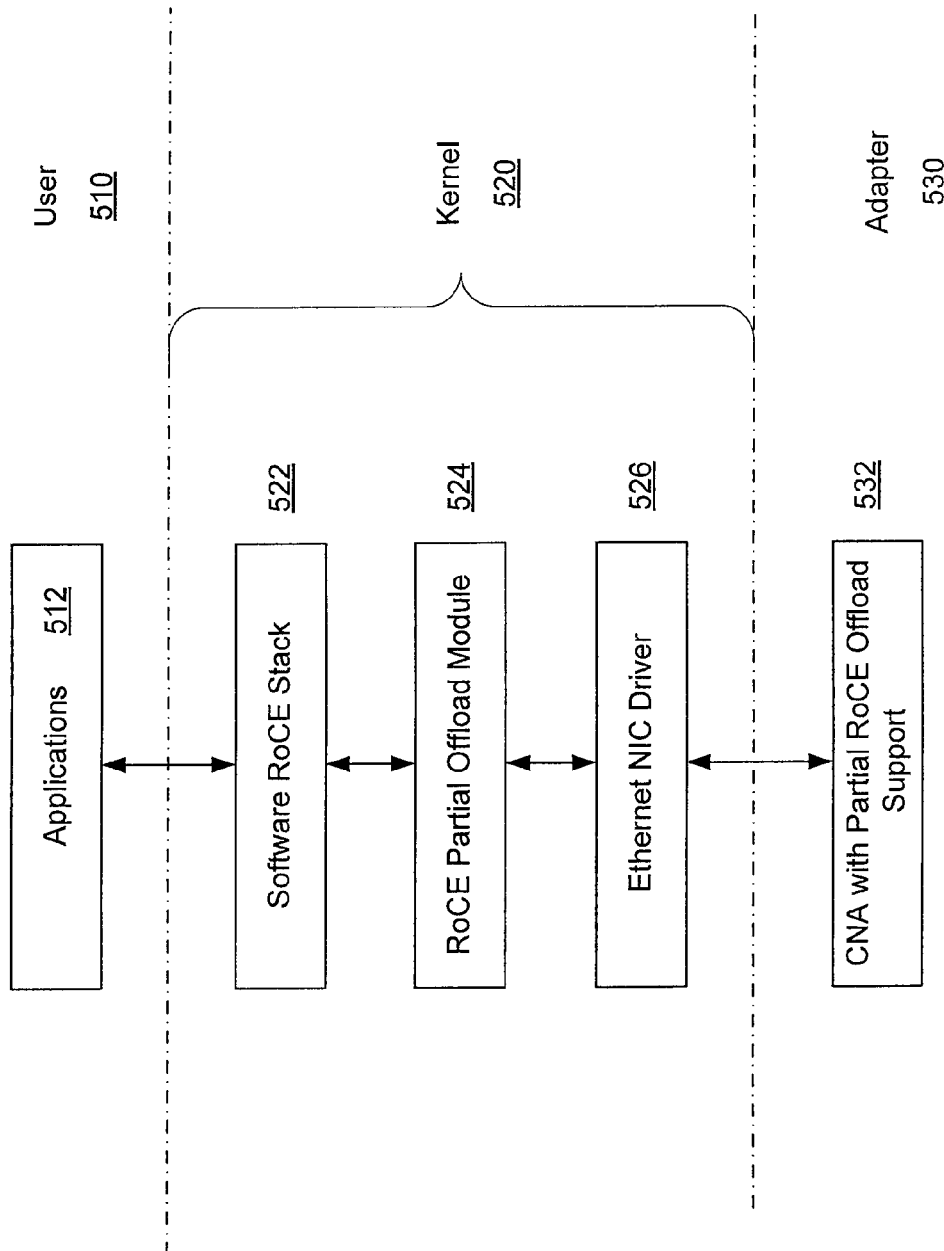 User
510
Applications 512
Kernel
520
Software RoCE Stack
522
RoCE Partial Offload Module
524
Ethernet NIC Driver
526
Adapter
530
CNA with Partial RoCE Offload
Support
532